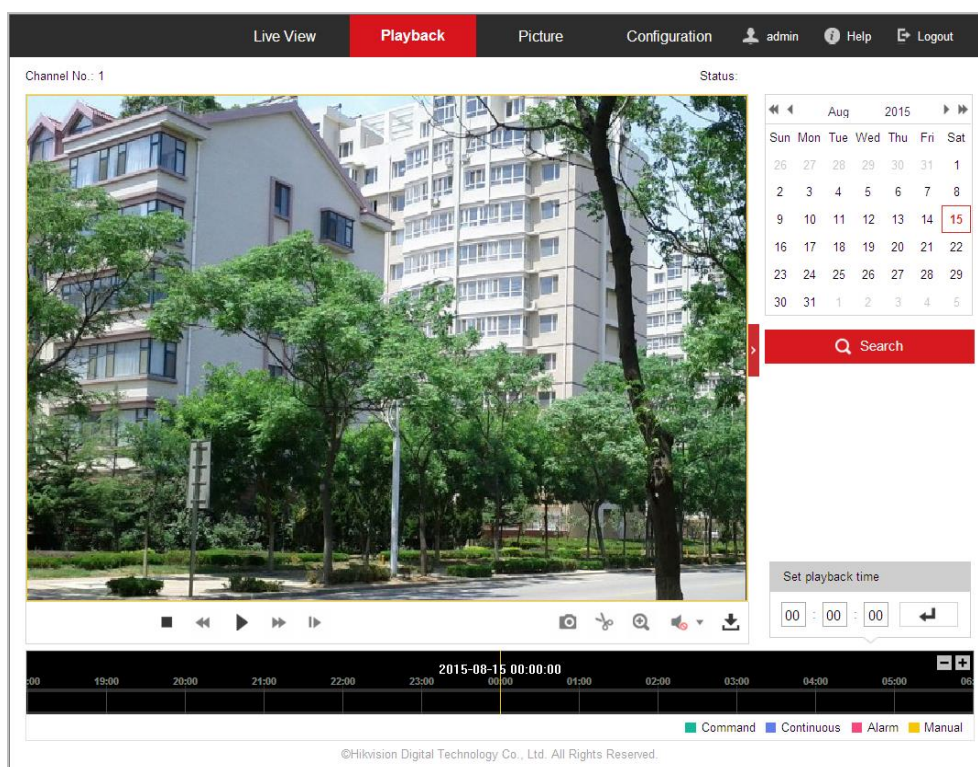 Live View Playback Picture Configuration admin Help Logout
Channel No.: 1 Status:
Aug 2015
Sun Mon Tue Wed Thu Fri Sat
26 27 28 29 30 31 1
2 3 4 5 6 7 8
9 10 11 12 13 14 15
16 17 18 19 20 21 22
23 24 25 26 27 28 29
30 31 1 2 3 4 5
Search
Set playback time
00 : 00 : 00
2015-08-15 00:00:00
:00 19:00 20:00 21:00 22:00 23:00 00:00 01:00 02:00 03:00 04:00 05:00 06:
Command Continuous Alarm Manual
©Hikvision Digital Technology Co., Ltd. All Rights Reserved.